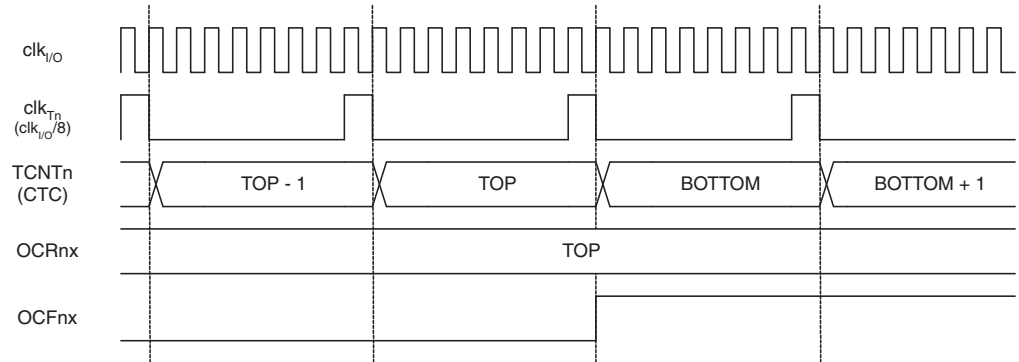 clkI/O
clkTn
(clkI/O/8)
TCNTn
(CTC)
TOP - 1
TOP
BOTTOM
BOTTOM + 1
OCRnx
TOP
OCFnx